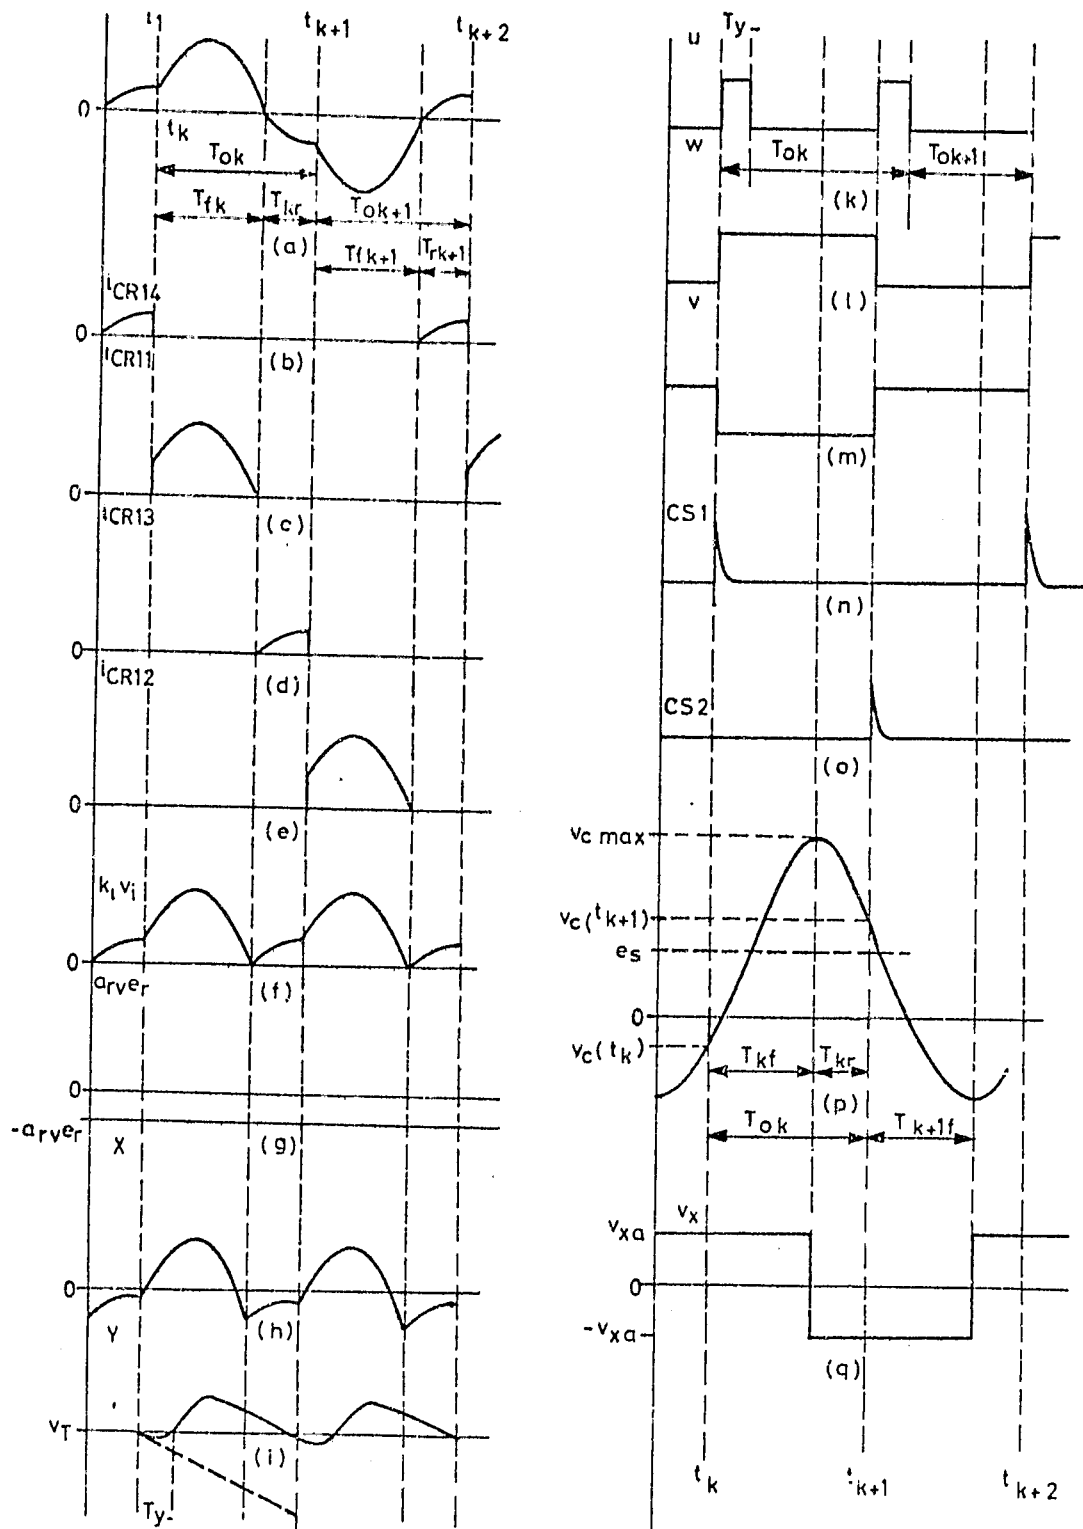 t1 tk+1 tk+2
0
tk
Tok
Tfk Tkr Tok+1
(a) Tfk+1 Trk+1
iCR14
0
(b)
iCR11
0
(c)
iCR13
0
(d)
iCR12
0
(e)
k1vi
0
(f)
arver
0
-arver
(g)
X
0
(h)
Y
vT
(i)
Ty-
Ty-
u
w
Tok Tok+1
(k)
(l)
v
(m)
CS1
(n)
CS2
(o)
vc max
vc(tk+1)
es
0
vc(tk)
Tkf Tkr
(p)
Tok Tk+1f
vx
vxa
0
-vxa
(q)
tk tk+1 tk+2